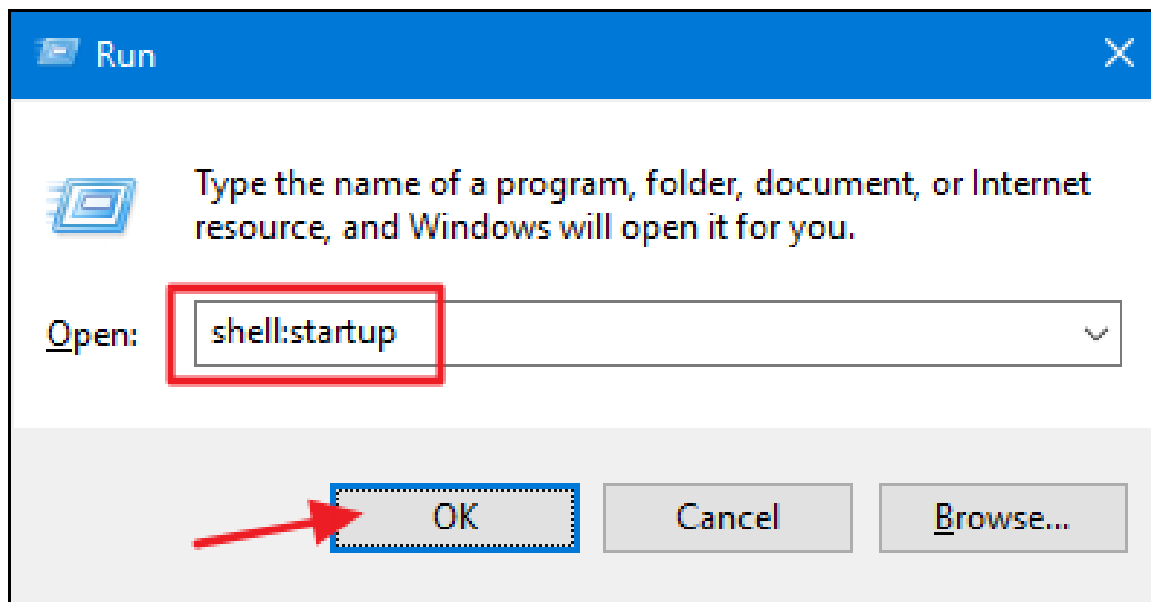 Run
Type the name of a program, folder, document, or Internet
resource, and Windows will open it for you.
Open: shell:startup
OK Cancel Browse...